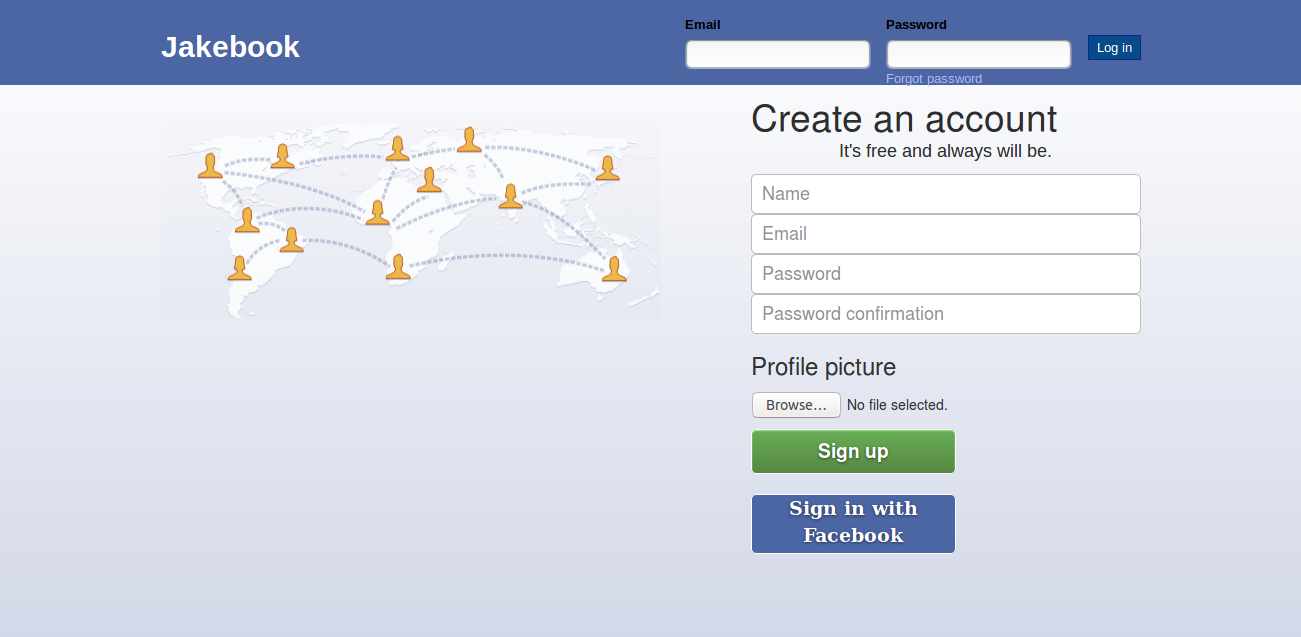 Jakebook
Email
Password
Log in
Forgot password
Create an account
It's free and always will be.
Name
Email
Password
Password confirmation
Profile picture
Browse... No file selected.
Sign up
Sign in with
Facebook